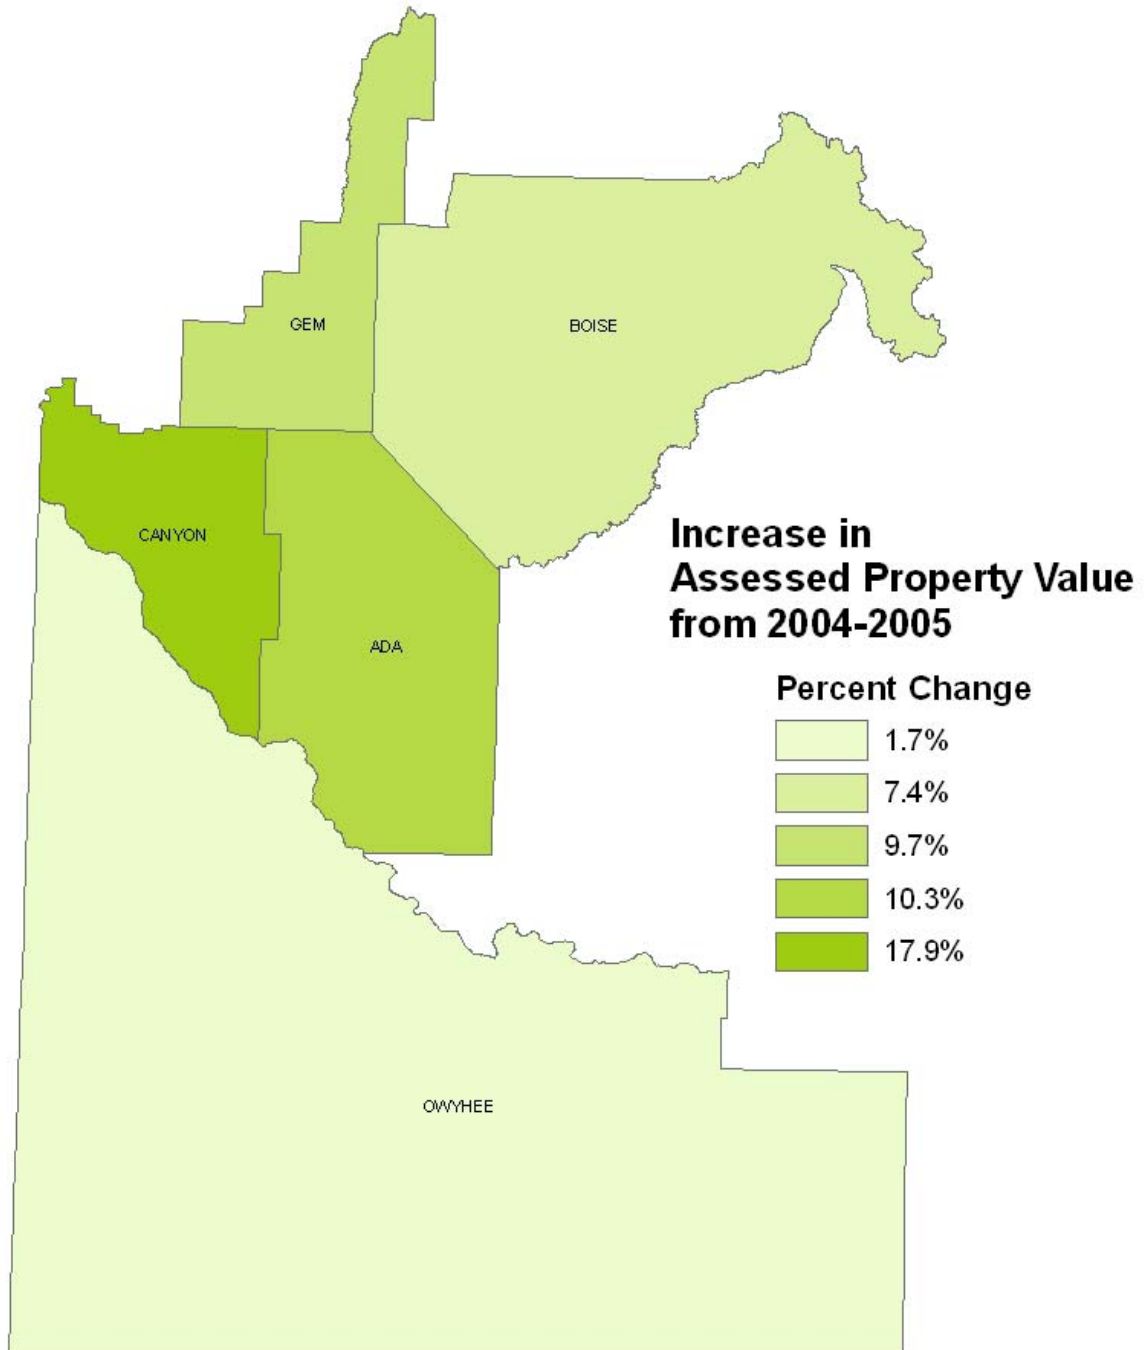 GEM
BOISE
CANYON
Increase in
Assessed Property Value
from 2004-2005
ADA
Percent Change
1.7%
7.4%
9.7%
10.3%
17.9%
OWYHEE